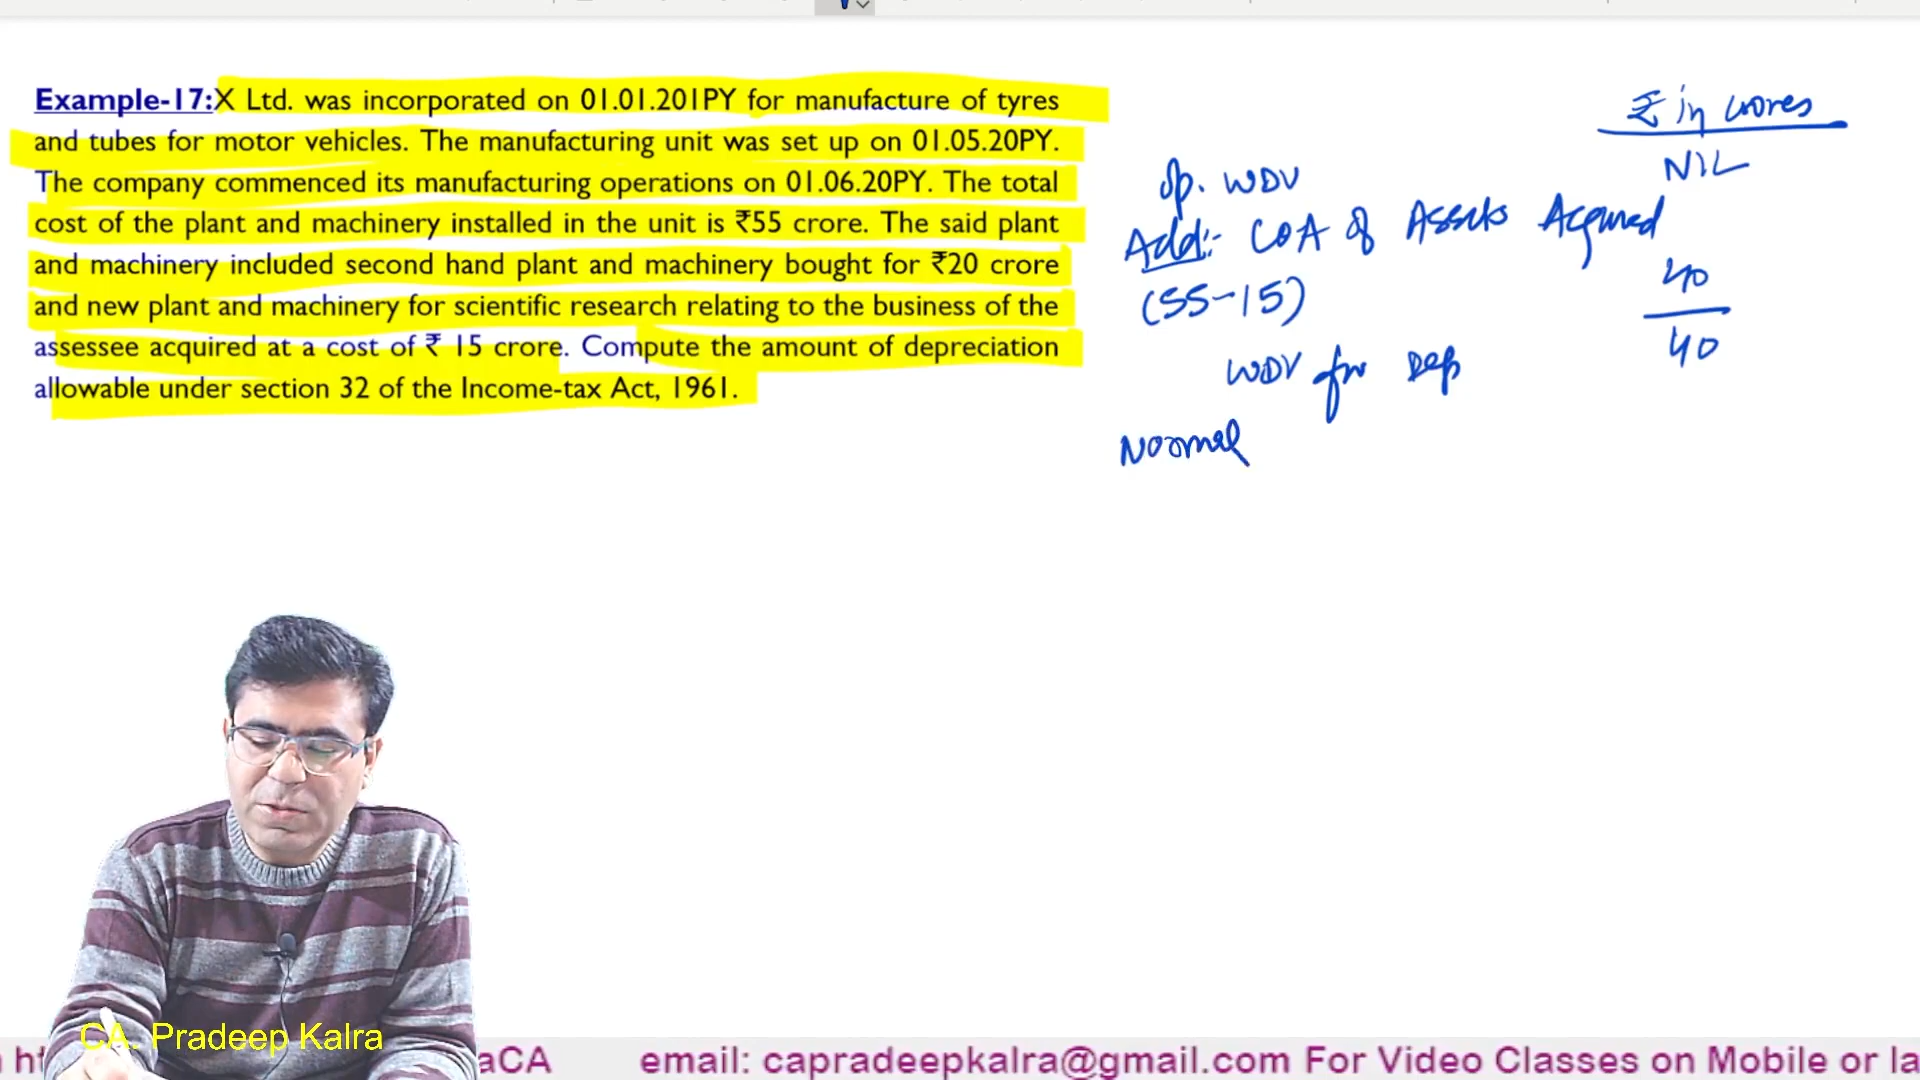 Example-17:X Ltd. was incorporated on 01.01.201PY for manufacture of tyres
and tubes for motor vehicles. The manufacturing unit was set up on 01.05.20PY.
The company commenced its manufacturing operations on 01.06.20PY. The total
cost of the plant and machinery installed in the unit is ₹55 crore. The said plant
and machinery included second hand plant and machinery bought for ₹20 crore
and new plant and machinery for scientific research relating to the business of the
assessee acquired at a cost of ₹ 15 crore. Compute the amount of depreciation
allowable under section 32 of the Income-tax Act, 1961.
₹ in crores
Op. WDV NIL
Add:- COA of Assets Acquired
(55-15) 40
WDV for Dep 40
Normal
CA. Pradeep Kalra
aCA email: capradeepkalra@gmail.com For Video Classes on Mobile or la